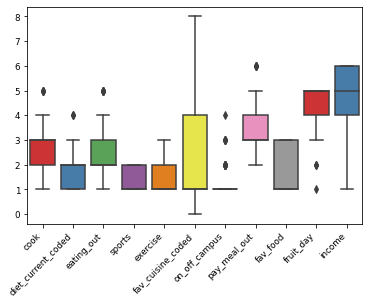 8
7
6
5
4
3
2
1
0
cook
diet_current_coded
eating_out
sports
exercise
fav_cuisine_coded
on_off_campus
pay_meal_out
fav_food
fruit_day
income